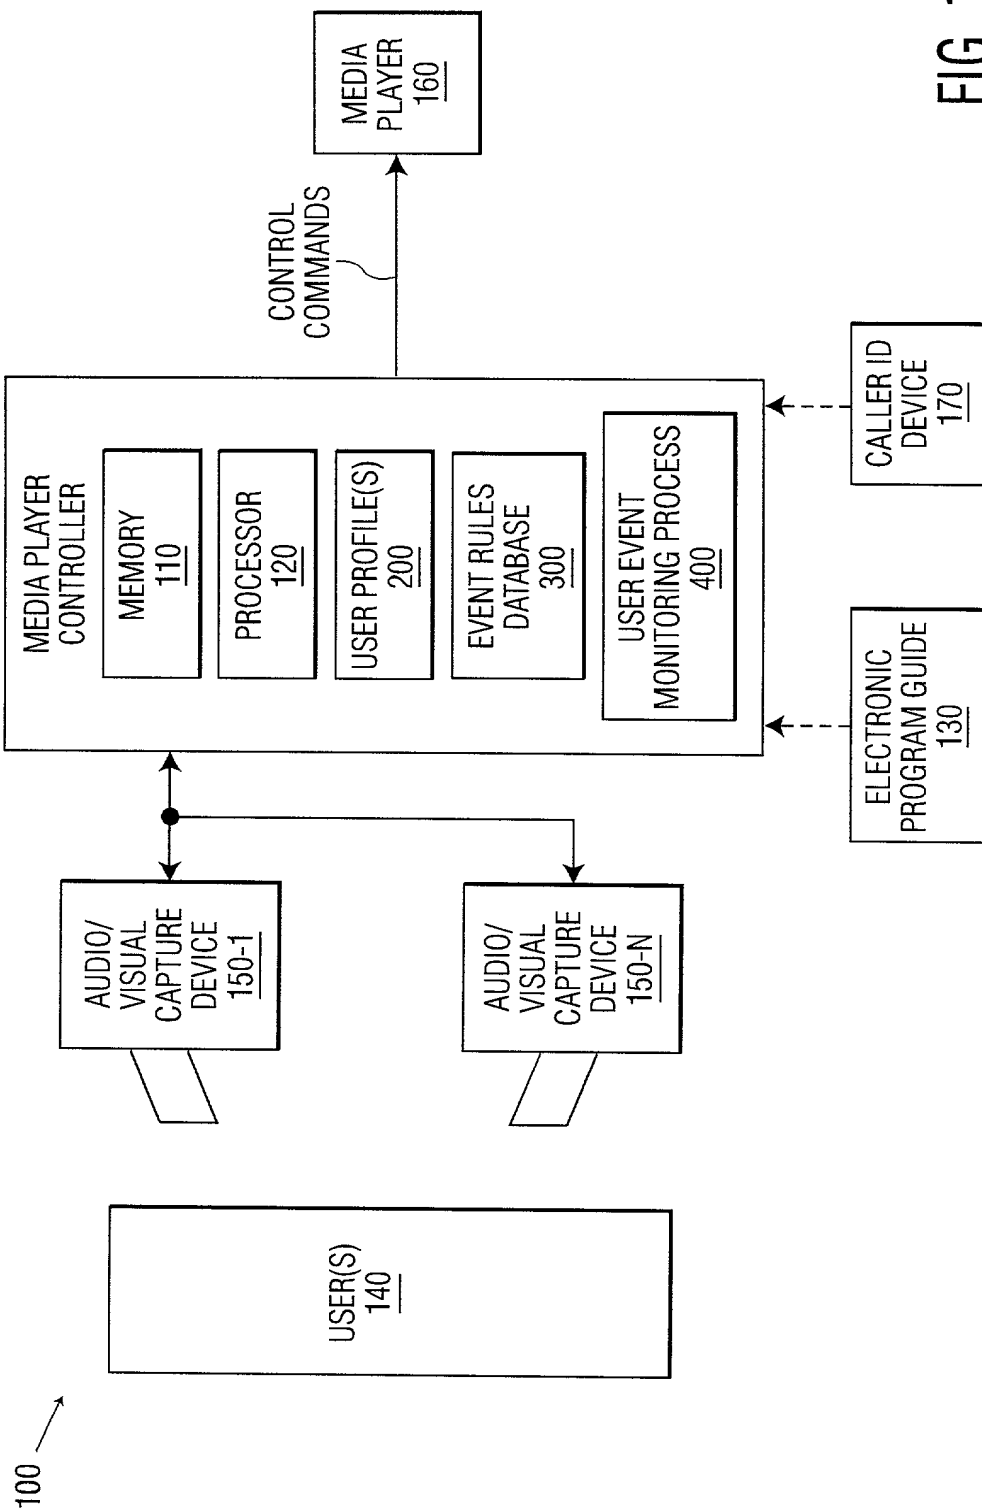 100
USER(S)
140
AUDIO/
VISUAL
CAPTURE
DEVICE
150-1
AUDIO/
VISUAL
CAPTURE
DEVICE
150-N
MEDIA PLAYER
CONTROLLER
MEMORY
110
PROCESSOR
120
USER PROFILE(S)
200
EVENT RULES
DATABASE
300
USER EVENT
MONITORING PROCESS
400
CONTROL
COMMANDS
MEDIA
PLAYER
160
ELECTRONIC
PROGRAM GUIDE
130
CALLER ID
DEVICE
170
FIG.